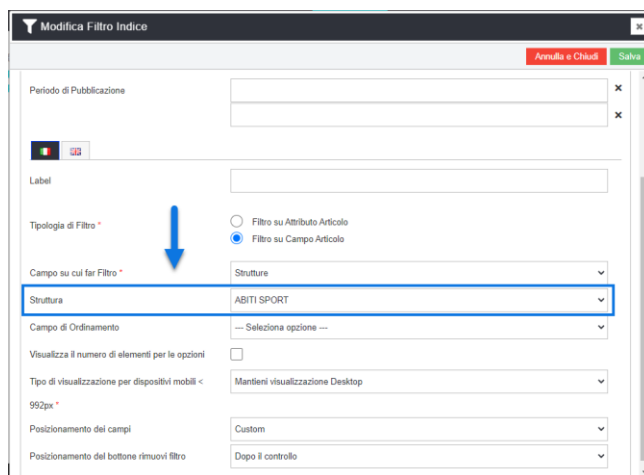 Modifica Filtro Indice
Annulla e Chiudi Salva
Periodo di Pubblicazione
Label
Tipologia di Filtro *
Filtro su Attributo Articolo
Filtro su Campo Articolo
Campo su cui far Filtro * Strutture
Struttura ABITI SPORT
Campo di Ordinamento --- Seleziona opzione ---
Visualizza il numero di elementi per le opzioni
Tipo di visualizzazione per dispositivi mobili < Mantieni visualizzazione Desktop
992px *
Posizionamento dei campi Custom
Posizionamento del bottone rimuovi filtro Dopo il controllo